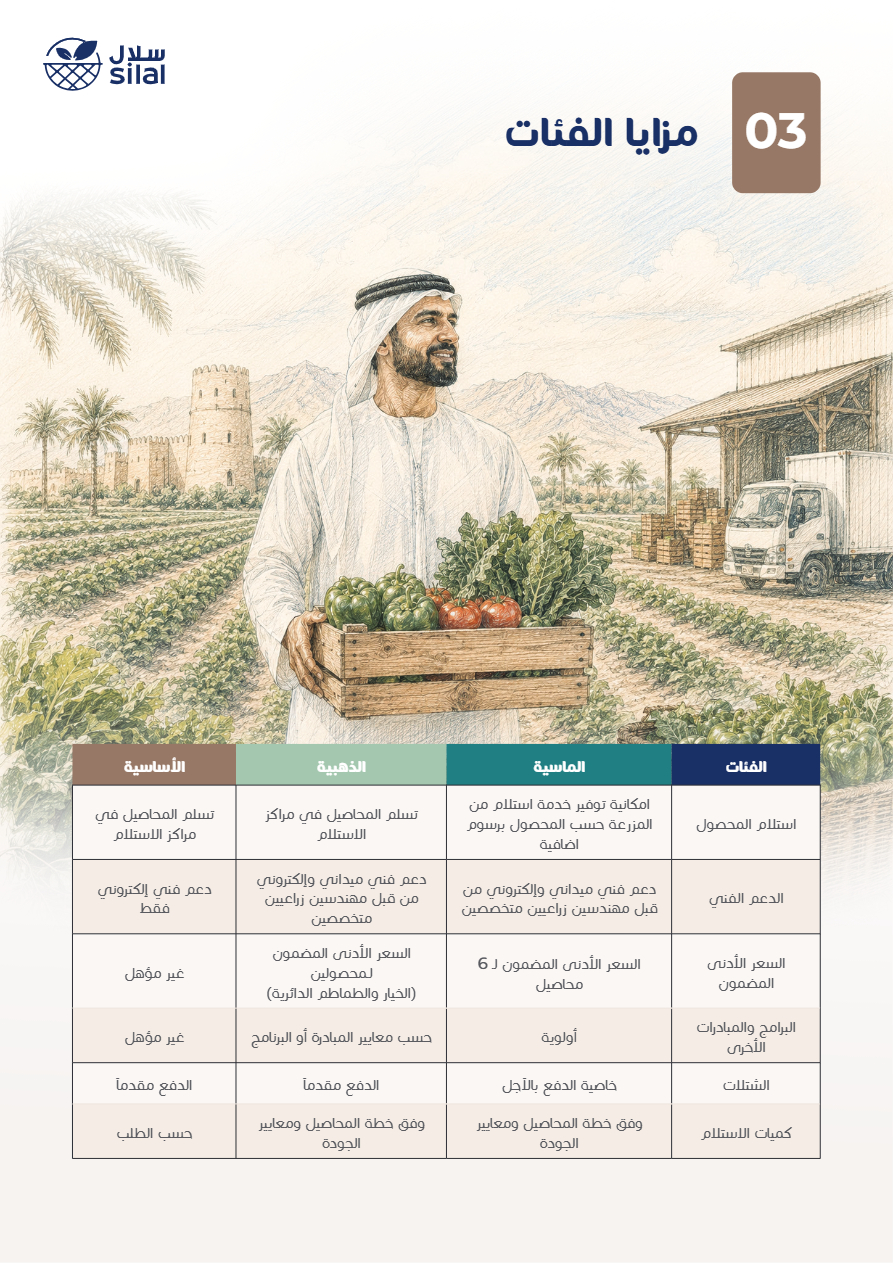 سلال
silal
03
مزايا الفئات
الفئات
الماسية
الذهبية
الأساسية
استلام المحصول
امكانية توفير خدمة استلام من
المزرعة حسب المحصول برسوم
اضافية
تسلم المحاصيل في مراكز
الاستلام
تسلم المحاصيل في
مراكز الاستلام
الدعم الفني
دعم فني ميداني وإلكتروني من
قبل مهندسين زراعيين متخصصين
دعم فني ميداني وإلكتروني
من قبل مهندسين زراعيين
متخصصين
دعم فني إلكتروني
فقط
السعر الأدنى
المضمون
السعر الأدنى المضمون لـ 6
محاصيل
السعر الأدنى المضمون
لمحصولين
(الخيار والطماطم الدائرية)
غير مؤهل
البرامج والمبادرات
الأخرى
أولوية
حسب معايير المبادرة أو البرنامج
غير مؤهل
الشتلات
خاصية الدفع بالآجل
الدفع مقدماً
الدفع مقدماً
كميات الاستلام
وفق خطة المحاصيل ومعايير
الجودة
وفق خطة المحاصيل ومعايير
الجودة
حسب الطلب